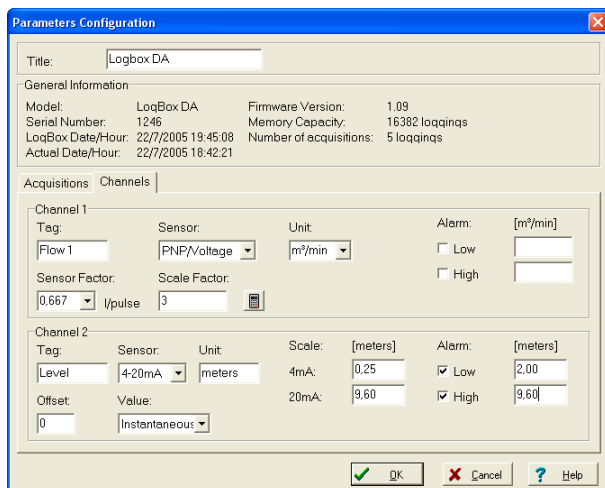 Parameters Configuration
Title: Logbox DA
General Information
Model: LogBox DA Firmware Version: 1.09
Serial Number: 1246 Memory Capacity: 16382 loggings
LogBox Date/Hour: 22/7/2005 19:45:08 Number of acquisitions: 5 loggings
Actual Date/Hour: 22/7/2005 18:42:21
Acquisitions Channels
Channel 1
Tag: Sensor: Unit: Alarm: [m³/min]
Flow 1 PNP/Voltage m³/min Low
High
Sensor Factor: Scale Factor:
0,667 l/pulse 3
Channel 2
Tag: Sensor: Unit: Scale: [meters] Alarm: [meters]
Level 4-20mA meters 4mA: 0,25 Low 2,00
20mA: 9,60 High 9,60
Offset: Value:
0 Instantaneous
OK Cancel Help